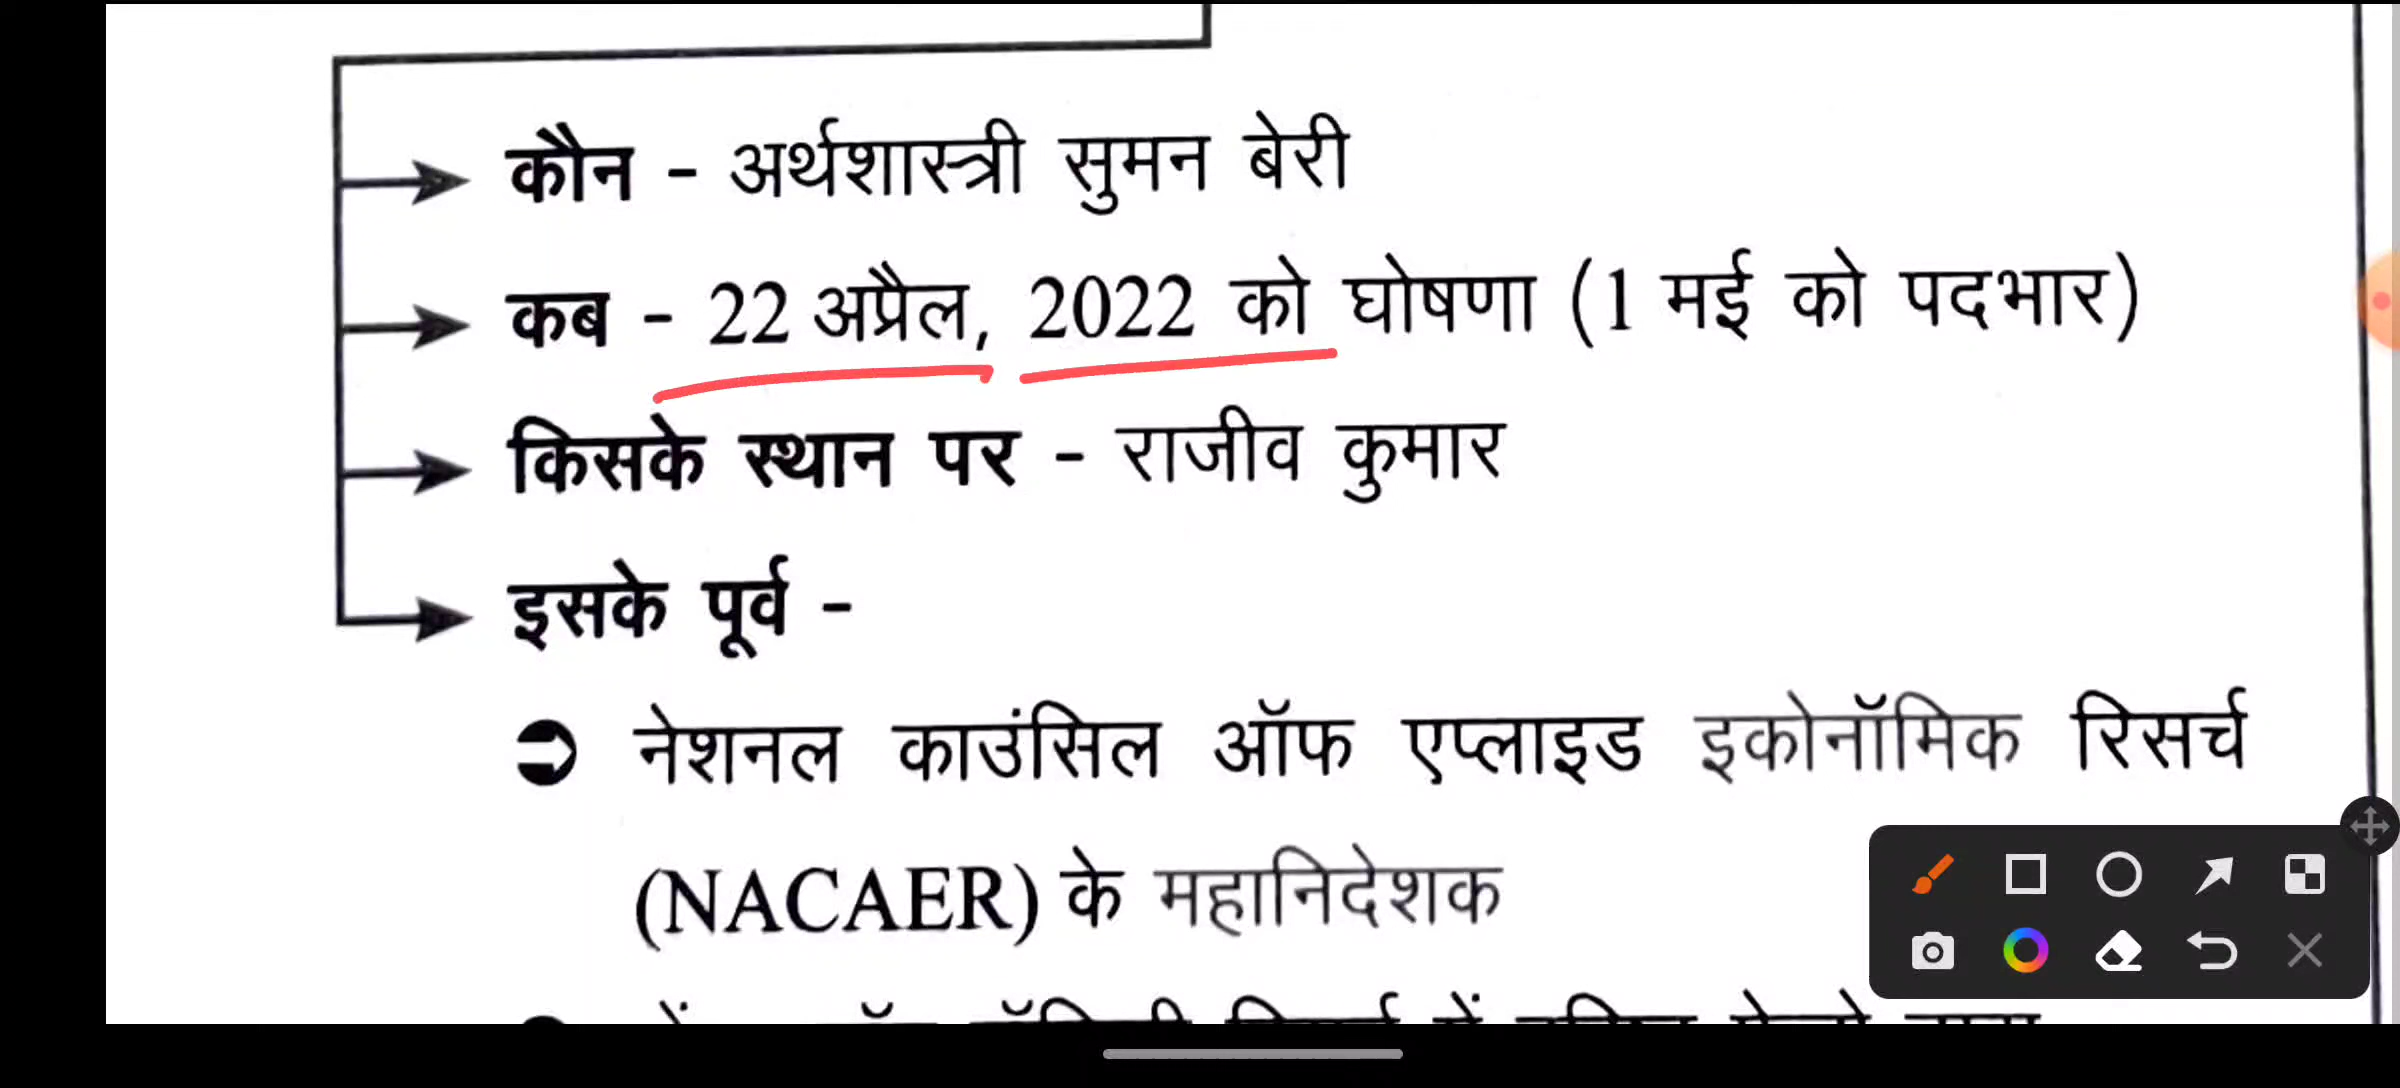 कौन - अर्थशास्त्री सुमन बेरी
कब - 22 अप्रैल, 2022 को घोषणा (1 मई को पदभार)
किसके स्थान पर - राजीव कुमार
इसके पूर्व -
नेशनल काउंसिल ऑफ एप्लाइड इकोनॉमिक रिसर्च
(NACAER) के महानिदेशक